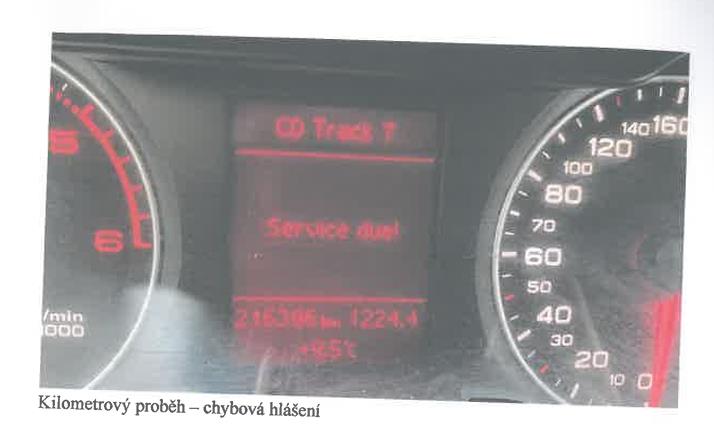 CD Track 7
Service due!
216386 km 1224.4
+9.5°C
5
6
/min
1000
160
140
120
100
80
70
60
50
40
30
20
10 0
Kilometrový proběh – chybová hlášení